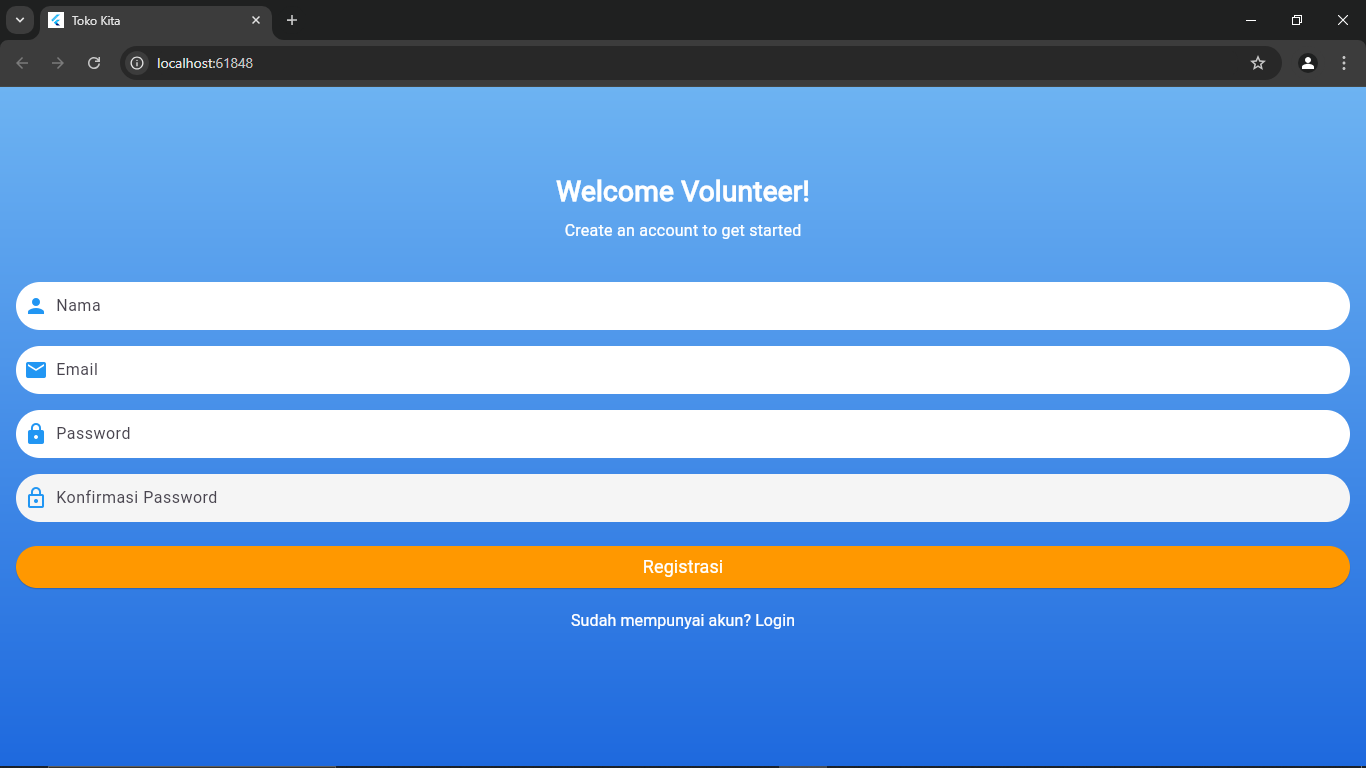 Toko Kita
localhost:61848
Welcome Volunteer!
Create an account to get started
Nama
Email
Password
Konfirmasi Password
Registrasi
Sudah mempunyai akun? Login